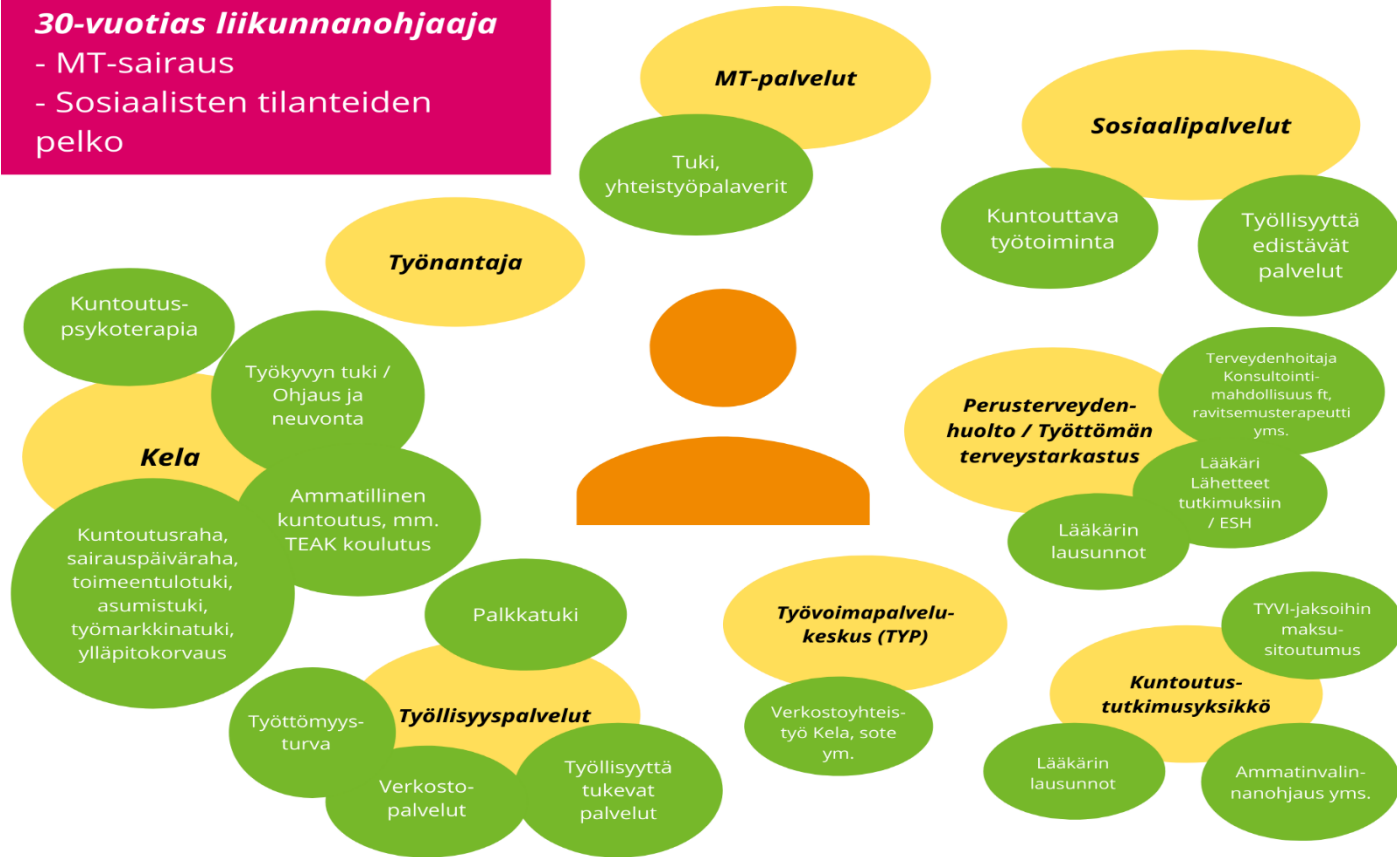 30-vuotias liikunnanohjaaja
- MT-sairaus
- Sosiaalisten tilanteiden
pelko
MT-palvelut
Tuki,
yhteistyöpalaverit
Sosiaalipalvelut
Kuntouttava
työtoiminta
Työllisyyttä
edistävät
palvelut
Työnantaja
Kuntoutus-
psykoterapia
Työkyvyn tuki /
Ohjaus ja
neuvonta
Kela
Ammatillinen
kuntoutus, mm.
TEAK koulutus
Kuntoutusraha,
sairauspäiväraha,
toimeentulotuki,
asumistuki,
työmarkkinatuki,
ylläpitokorvaus
Perusterveyden-
huolto / Työttömän
terveystarkastus
Terveydenhoitaja
Konsultointi-
mahdollisuus ft,
ravitsemusterapeutti
yms.
Lääkäri
Lähetteet
tutkimuksiin
/ ESH
Lääkärin
lausunnot
Palkkatuki
Työllisyyspalvelut
Työttömyys-
turva
Verkosto-
palvelut
Työllisyyttä
tukevat
palvelut
Työvoimapalvelu-
keskus (TYP)
Verkostoyhteis-
työ Kela, sote
ym.
TYVI-jaksoihin
maksu-
sitoutumus
Kuntoutus-
tutkimusyksikkö
Lääkärin
lausunnot
Ammatinvalin-
nanohjaus yms.